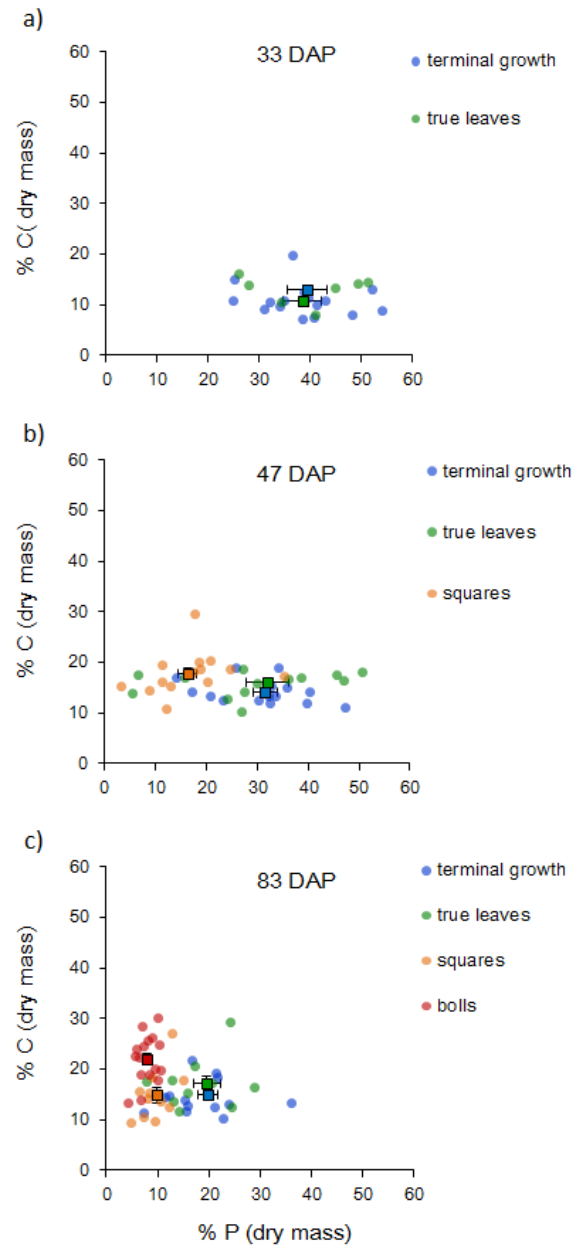 a)
33 DAP
terminal growth
true leaves
% C( dry mass)
60
50
40
30
20
10
0
0 10 20 30 40 50 60
b)
47 DAP
terminal growth
true leaves
squares
% C (dry mass)
60
50
40
30
20
10
0
0 10 20 30 40 50 60
c)
83 DAP
terminal growth
true leaves
squares
bolls
% C (dry mass)
60
50
40
30
20
10
0
0 10 20 30 40 50 60
% P (dry mass)